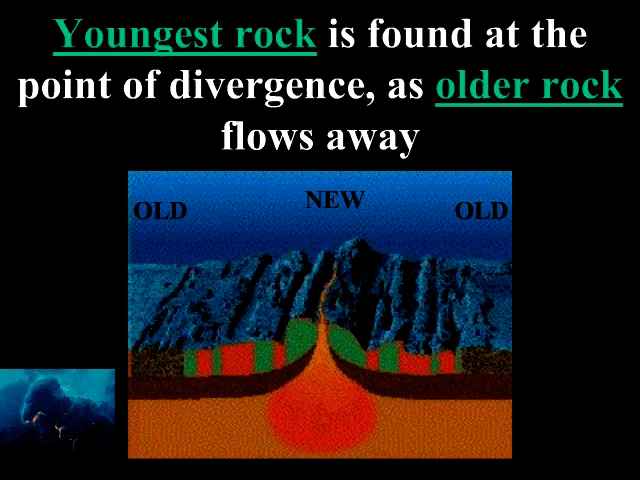 Youngest rock is found at the
point of divergence, as older rock
flows away
NEW
OLD
OLD